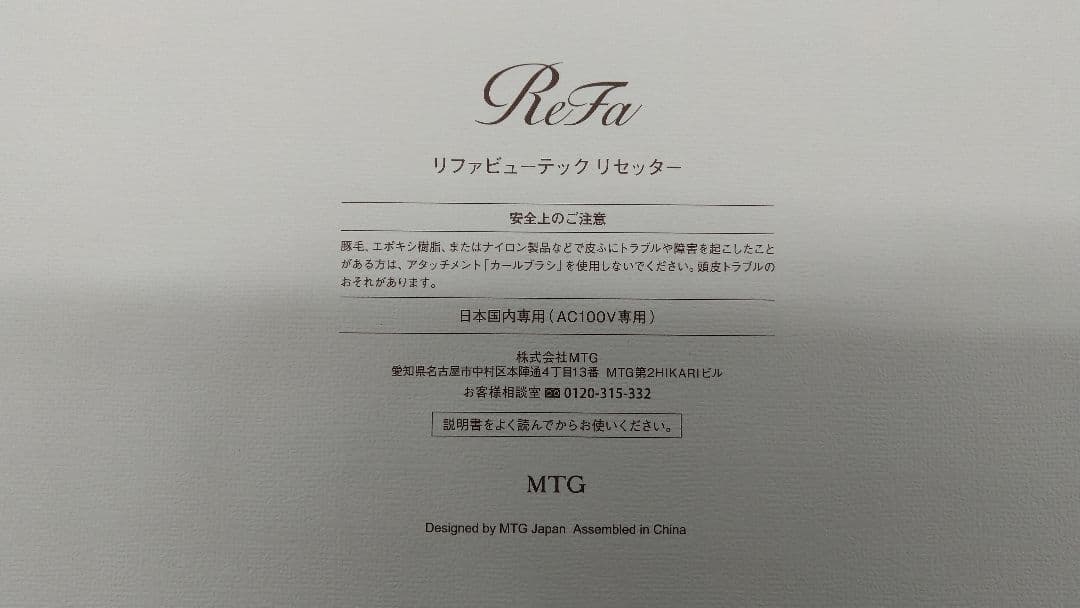 ReFa
リファビューテック リセッター
安全上のご注意
豚毛、エポキシ樹脂、またはナイロン製品などで皮ふにトラブルや障害を起こしたこと
がある方は、アタッチメント「カールブラシ」を使用しないでください。頭皮トラブルの
おそれがあります。
日本国内専用(AC100V専用)
株式会社MTG
愛知県名古屋市中村区本陣通4丁目13番 MTG第2HIKARIビル
お客様相談室 0120-315-332
説明書をよく読んでからお使いください。
MTG
Designed by MTG Japan Assembled in China